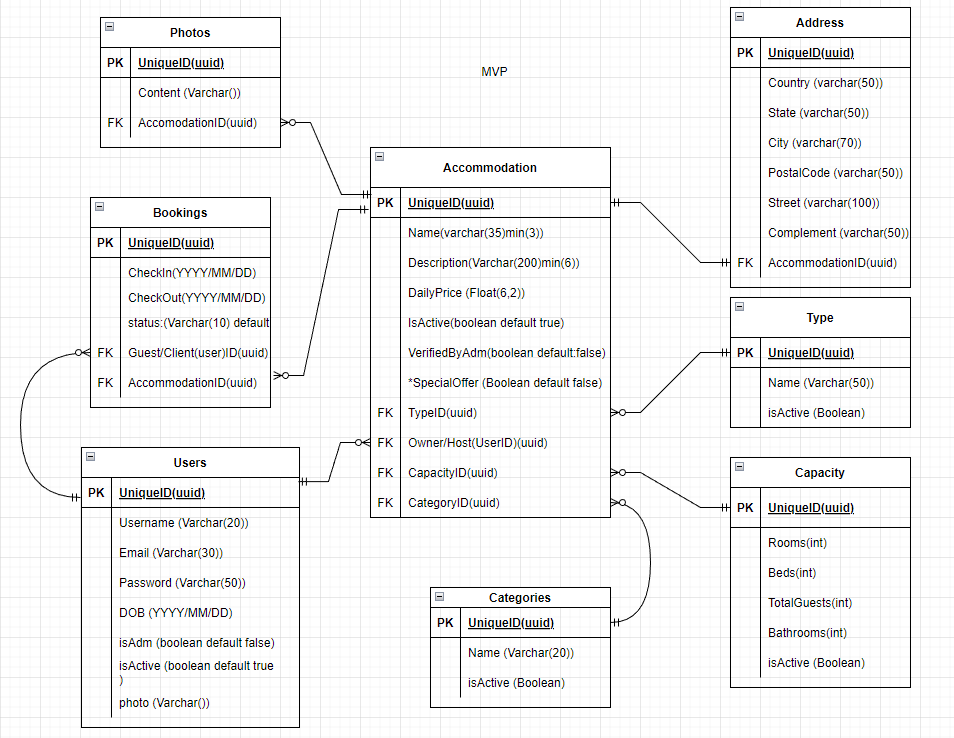 Photos
PK UniqueID(uuid)
Content (Varchar())
FK AccomodationID(uuid)
MVP
Address
PK UniqueID(uuid)
Country (varchar(50))
State (varchar(50))
City (varchar(70))
PostalCode (varchar(50))
Street (varchar(100))
Complement (varchar(50))
FK AccommodationID(uuid)
Accommodation
PK UniqueID(uuid)
Name(varchar(35)min(3))
Description(Varchar(200)min(6))
DailyPrice (Float(6,2))
IsActive(boolean default true)
VerifiedByAdm(boolean default:false)
*SpecialOffer (Boolean default false)
FK TypeID(uuid)
FK Owner/Host(UserID)(uuid)
FK CapacityID(uuid)
FK CategoryID(uuid)
Bookings
PK UniqueID(uuid)
CheckIn(YYYY/MM/DD)
CheckOut(YYYY/MM/DD)
status:(Varchar(10) default
FK Guest/Client(user)ID(uuid)
FK AccommodationID(uuid)
Type
PK UniqueID(uuid)
Name (Varchar(50))
isActive (Boolean)
Users
PK UniqueID(uuid)
Username (Varchar(20))
Email (Varchar(30))
Password (Varchar(50))
DOB (YYYY/MM/DD)
isAdm (boolean default false)
isActive (boolean default true
)
photo (Varchar())
Capacity
PK UniqueID(uuid)
Rooms(int)
Beds(int)
TotalGuests(int)
Bathrooms(int)
isActive (Boolean)
Categories
PK UniqueID(uuid)
Name (Varchar(20))
isActive (Boolean)